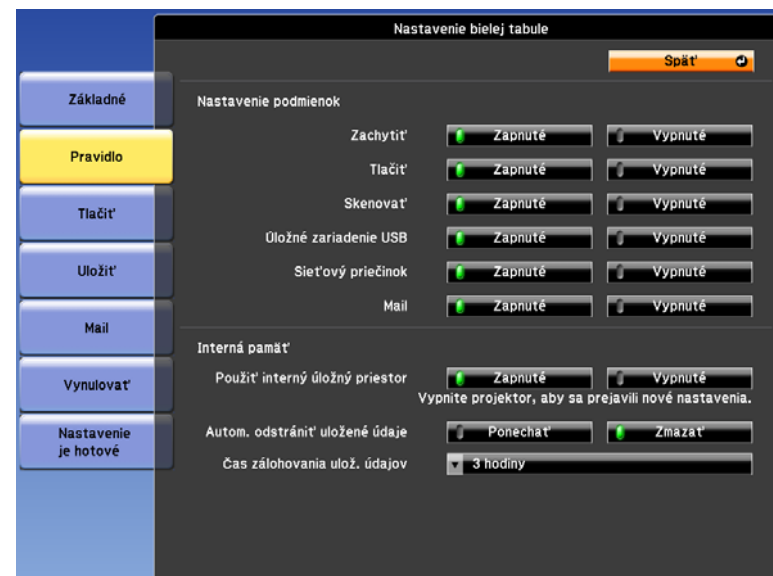 Nastavenie bielej tabule
Späť
Základné
Pravidlo
Tlačiť
Uložiť
Mail
Vynulovať
Nastavenie
je hotové
Nastavenie podmienok
Zachytiť Zapnuté Vypnuté
Tlačiť Zapnuté Vypnuté
Skenovať Zapnuté Vypnuté
Úložné zariadenie USB Zapnuté Vypnuté
Sieťový priečinok Zapnuté Vypnuté
Mail Zapnuté Vypnuté
Interná pamäť
Použiť interný úložný priestor Zapnuté Vypnuté
Vypnite projektor, aby sa prejavili nové nastavenia.
Autom. odstrániť uložené údaje Ponechať Zmazať
Čas zálohovania ulož. údajov 3 hodiny